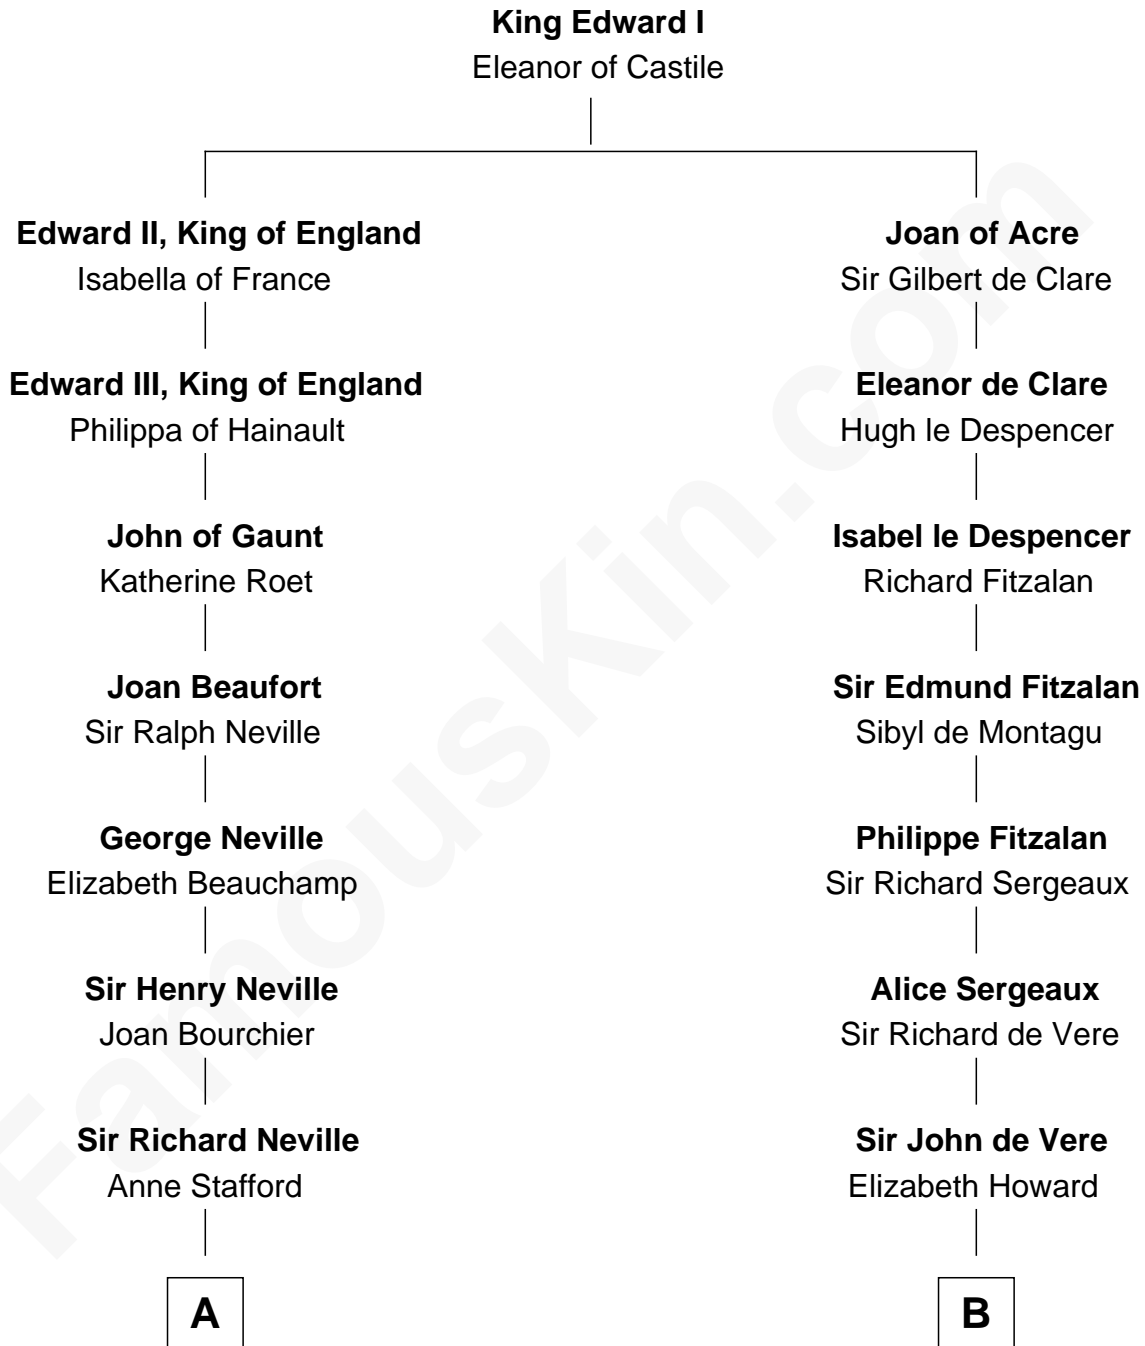 King Edward I
Eleanor of Castile
Edward II, King of England
Isabella of France
Joan of Acre
Sir Gilbert de Clare
Edward III, King of England
Philippa of Hainault
Eleanor de Clare
Hugh le Despencer
John of Gaunt
Katherine Roet
Isabel le Despencer
Richard Fitzalan
Joan Beaufort
Sir Ralph Neville
Sir Edmund Fitzalan
Sibyl de Montagu
George Neville
Elizabeth Beauchamp
Philippe Fitzalan
Sir Richard Sergeaux
Sir Henry Neville
Joan Bourchier
Alice Sergeaux
Sir Richard de Vere
Sir Richard Neville
Anne Stafford
Sir John de Vere
Elizabeth Howard
A
B
FamousKin.com